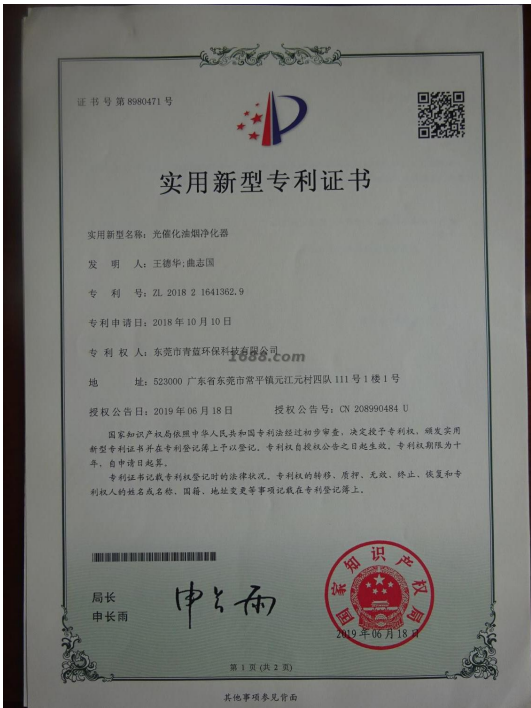 证书号第8980471号
实用新型专利证书
实用新型名称：光催化油烟净化器
发明人：王德华;曲志国
专利号：ZL 2018 2 1641362.9
专利申请日：2018年10月10日
专利权人：东莞市青蓝环保科技有限公司
1688.com
地址：523000 广东省东莞市常平镇元江元村四队111号1楼1号
授权公告日：2019年06月18日 授权公告号：CN 208990484 U
国家知识产权局依照中华人民共和国专利法经过初步审查，决定授予专利权，颁发实用
新型专利证书并在专利登记簿上予以登记。专利权自授权公告之日起生效。专利权期限为十
年，自申请日起算。
专利证书记载专利权登记时的法律状况。专利权的转移、质押、无效、终止、恢复和专
利权人的姓名或名称、国籍、地址变更等事项记载在专利登记簿上。
局长
申长雨
申长雨
国家知识产权局
2019年06月18日
第1页(共2页)
其他事项参见背面